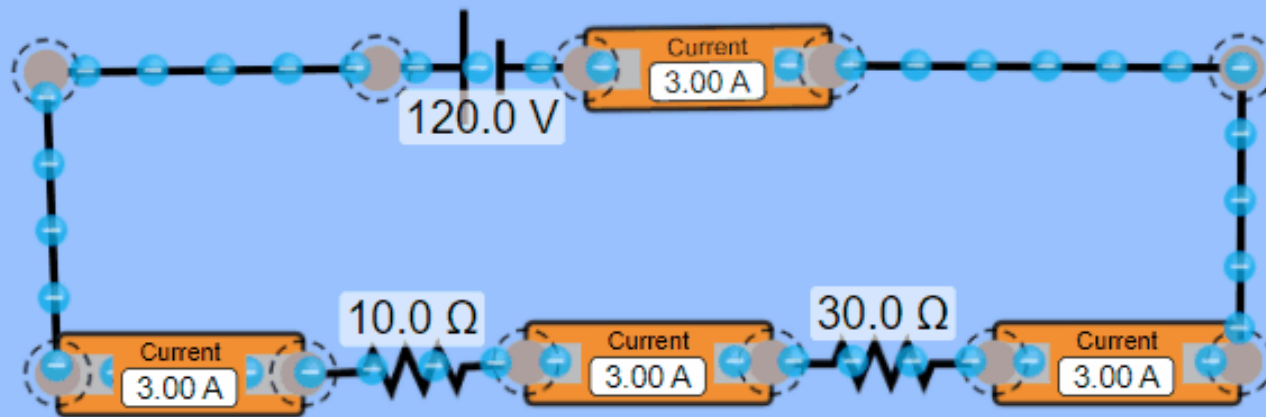 Current
3.00 A
120.0 V
10.0 Ω
30.0 Ω
Current
3.00 A
Current
3.00 A
Current
3.00 A